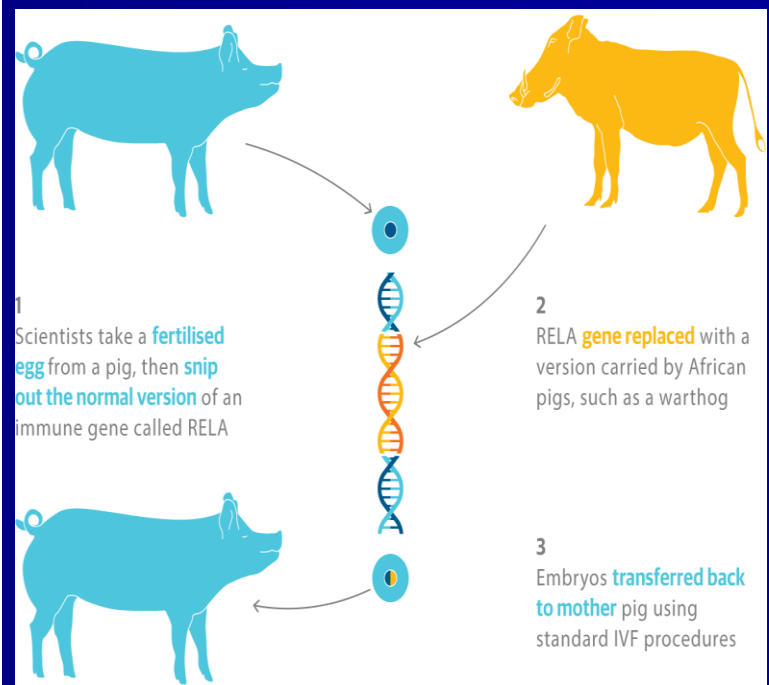 1
Scientists take a fertilised
egg from a pig, then snip
out the normal version of an
immune gene called RELA
2
RELA gene replaced with a
version carried by African
pigs, such as a warthog
3
Embryos transferred back
to mother pig using
standard IVF procedures